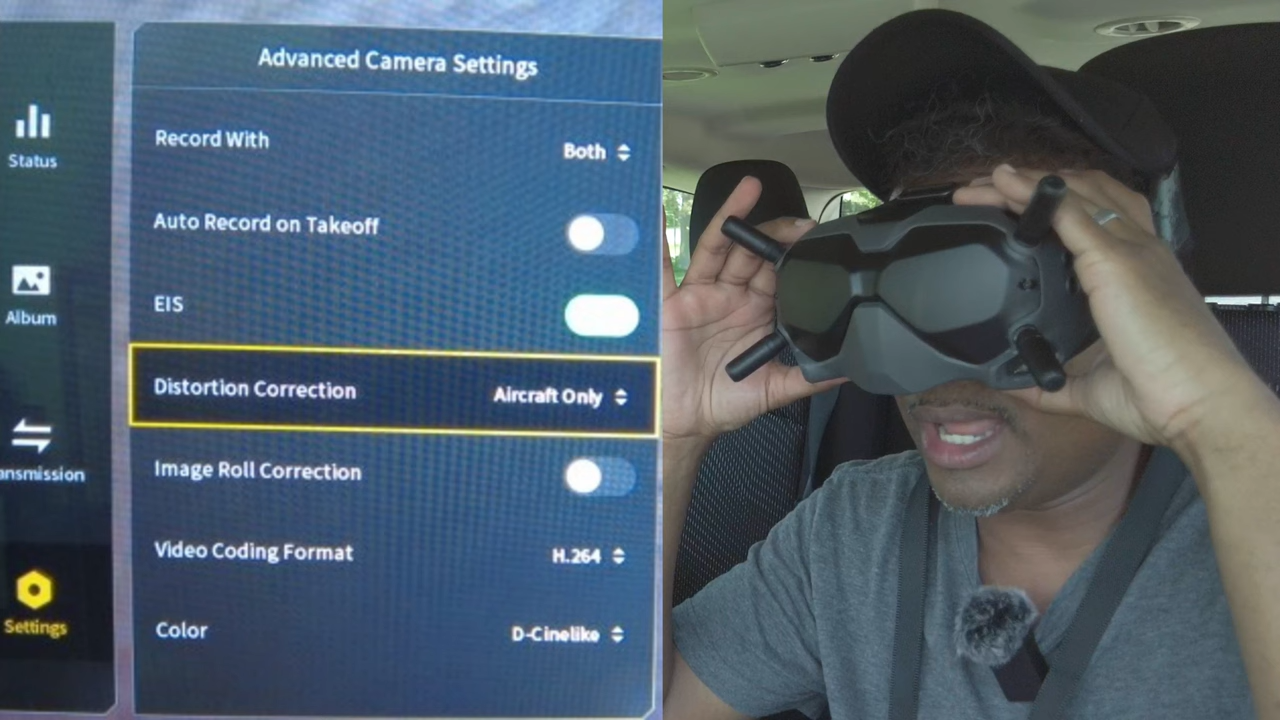 Advanced Camera Settings
Status
Record With
Both
Auto Record on Takeoff
Album
EIS
Distortion Correction
Aircraft Only
ansmission
Image Roll Correction
Video Coding Format
H.264
Settings
Color
D-Cinelike